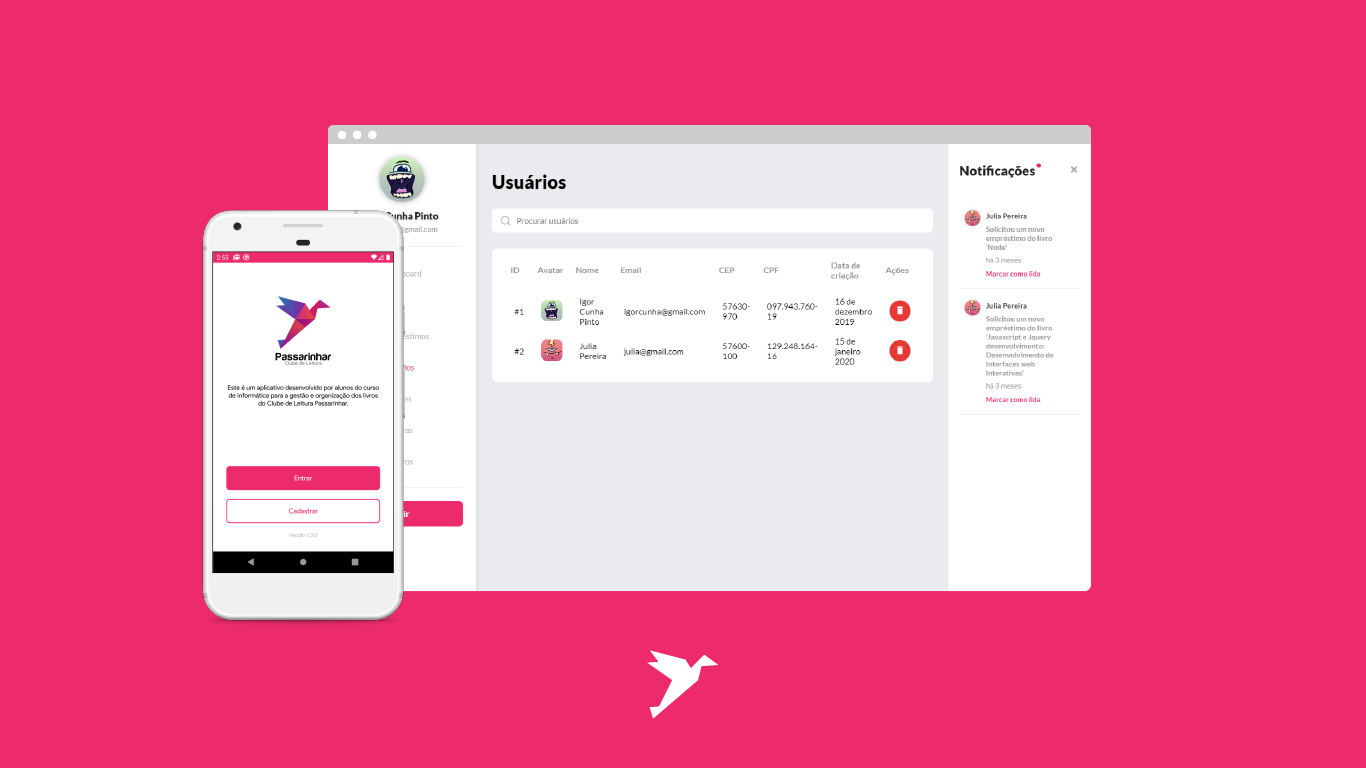 2:55
Passarinhar
Clube de Leitura
Este é um aplicativo desenvolvido por alunos do curso
de informática para a gestão e organização dos livros
do Clube de Leitura Passarinhar.
Entrar
Cadastrar
Versão 1.0.0
Cunha Pinto
@gmail.com
Usuários
Procurar usuários
ID Avatar Nome Email CEP CPF Data de
criação Ações
#1
Igor
Cunha
Pinto
igorcunha@gmail.com
57630-
970
097.943.760-
19
16 de
dezembro
2019
#2
Julia
Pereira
julia@gmail.com
57600-
100
129.248.164-
16
15 de
janeiro
2020
Notificações
Julia Pereira
Solicitou um novo
empréstimo do livro
'Node'
há 3 meses
Marcar como lida
Julia Pereira
Solicitou um novo
empréstimo do livro
'Javascript e Jquery
desenvolvimento:
Desenvolvimento de
Interfaces web
Interativas'
há 3 meses
Marcar como lida